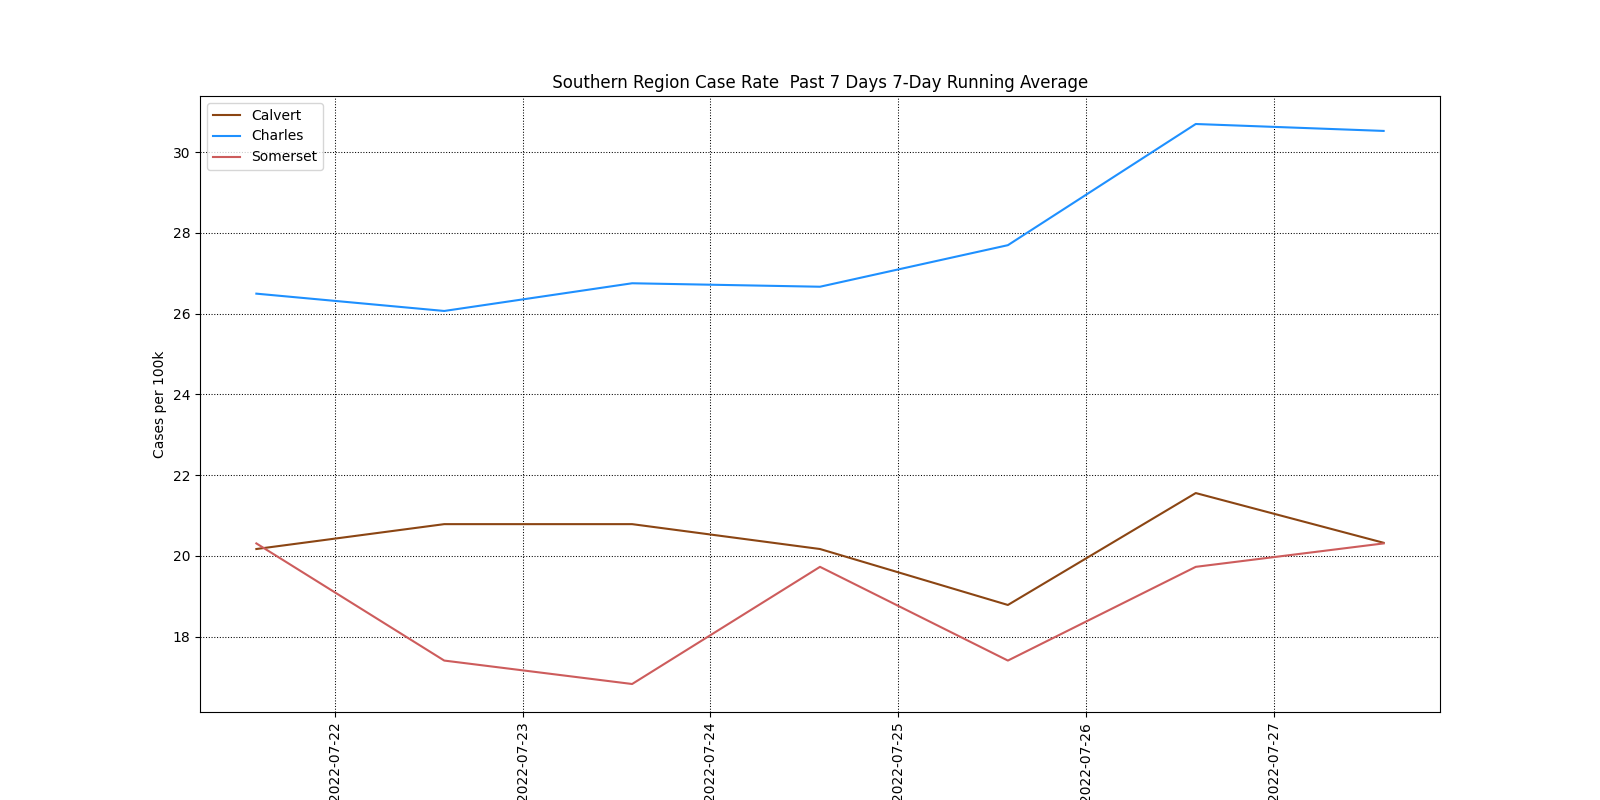 Southern Region Case Rate  Past 7 Days 7-Day Running Average
Calvert
Charles
Somerset
Cases per 100k
30
28
26
24
22
20
18
2022-07-22
2022-07-23
2022-07-24
2022-07-25
2022-07-26
2022-07-27